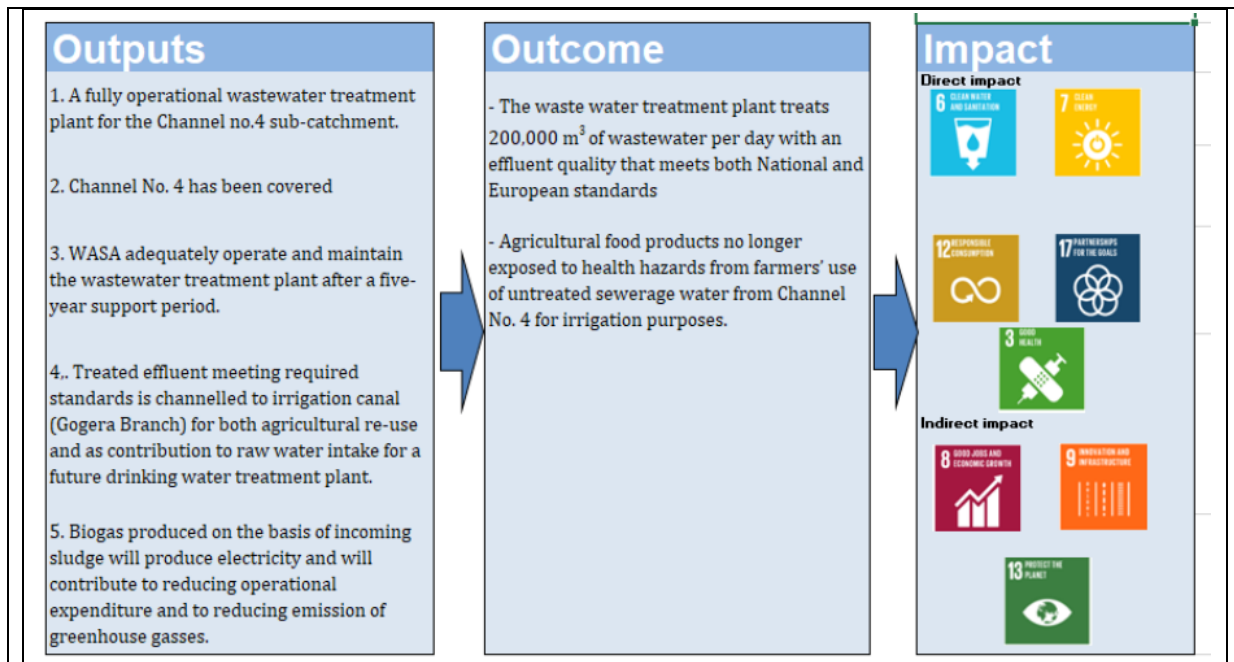 Outputs
1. A fully operational wastewater treatment
plant for the Channel no.4 sub-catchment.
2. Channel No. 4 has been covered
3. WASA adequately operate and maintain
the wastewater treatment plant after a five-
year support period.
4,. Treated effluent meeting required
standards is channelled to irrigation canal
(Gogera Branch) for both agricultural re-use
and as contribution to raw water intake for a
future drinking water treatment plant.
5. Biogas produced on the basis of incoming
sludge will produce electricity and will
contribute to reducing operational
expenditure and to reducing emission of
greenhouse gasses.
Outcome
- The waste water treatment plant treats
200,000 m³ of wastewater per day with an
effluent quality that meets both National and
European standards
- Agricultural food products no longer
exposed to health hazards from farmers’ use
of untreated sewerage water from Channel
No. 4 for irrigation purposes.
Impact
Direct impact
6 CLEAN WATER
AND SANITATION
7 CLEAN
ENERGY
12 RESPONSIBLE
CONSUMPTION
17 PARTNERSHIPS
FOR THE GOALS
3 GOOD
HEALTH
Indirect impact
8 GOOD JOBS AND
ECONOMIC GROWTH
9 INNOVATION AND
INFRASTRUCTURE
13 PROTECT THE
PLANET